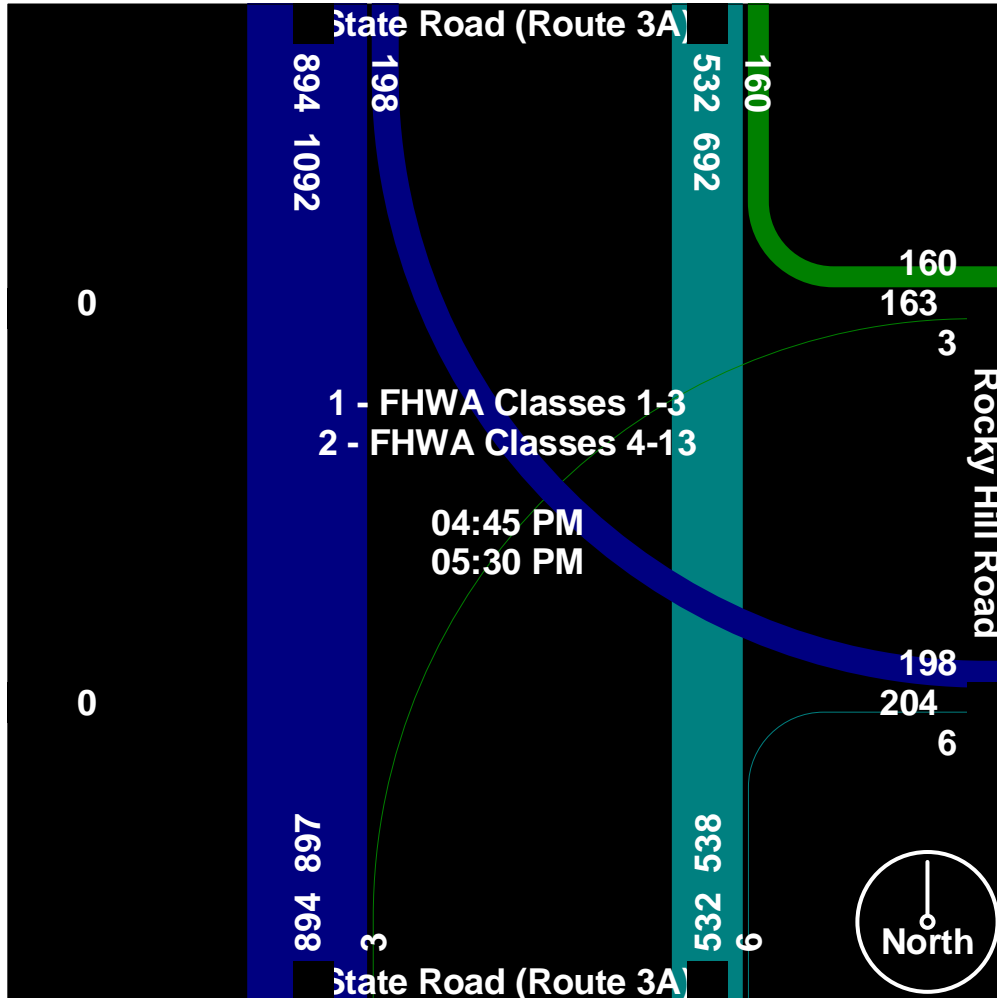 State Road (Route 3A)
894 1092
198
532 692
160
160
163
3
0
1 - FHWA Classes 1-3
2 - FHWA Classes 4-13
04:45 PM
05:30 PM
Rocky Hill Road
0
198
204
6
894 897
3
532 538
6
North
State Road (Route 3A)